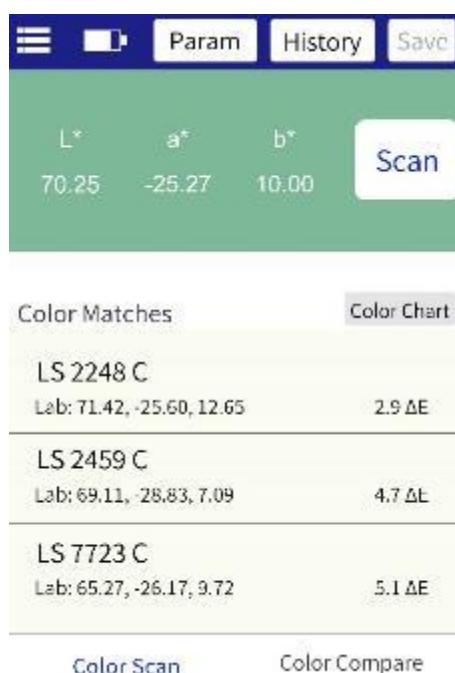 Param History Save
L* a* b*
70.25 -25.27 10.00
Scan
Color Matches Color Chart
LS 2248 C
Lab: 71.42, -25.60, 12.65 2.9 ΔE
LS 2459 C
Lab: 69.11, -28.83, 7.09 4.7 ΔE
LS 7723 C
Lab: 65.27, -26.17, 9.72 5.1 ΔE
Color Scan Color Compare